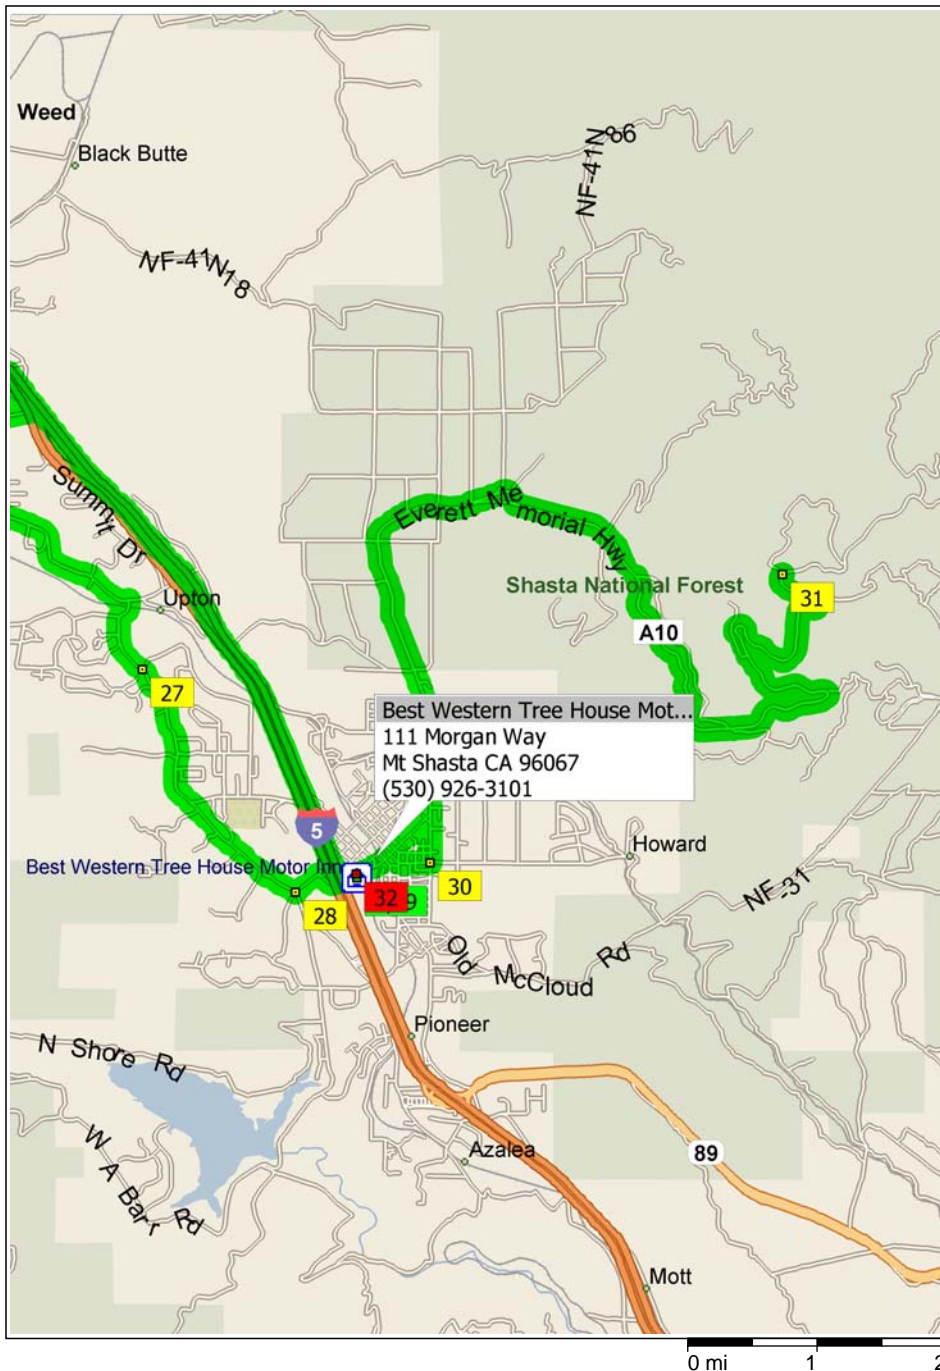 Weed
Black Butte
NF-41N86
NF-41N18
Everett Memorial Hwy
Summit Dr
Shasta National Forest
31
Upton
A10
27
Best Western Tree House Mot...
111 Morgan Way
Mt Shasta CA 96067
(530) 926-3101
5
Howard
Best Western Tree House Motor Inn
30
32
9
28
NF-31
Old McCloud Rd
Pioneer
N Shore Rd
Azalea
89
W A Barr Rd
Mott
0 mi 1 2